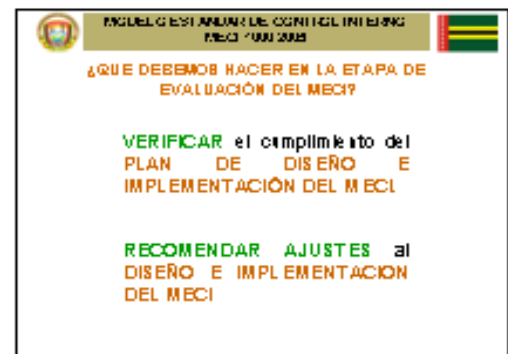 MODELO ESTANDAR DE CONTROL INTERNO
MECI 1000 2005
¿QUE DEBEMOS HACER EN LA ETAPA DE
EVALUACIÓN DEL MECI?
VERIFICAR el cumplimiento del
PLAN DE DISEÑO E
IMPLEMENTACIÓN DEL MECI.
RECOMENDAR AJUSTES al
DISEÑO E IMPLEMENTACION
DEL MECI